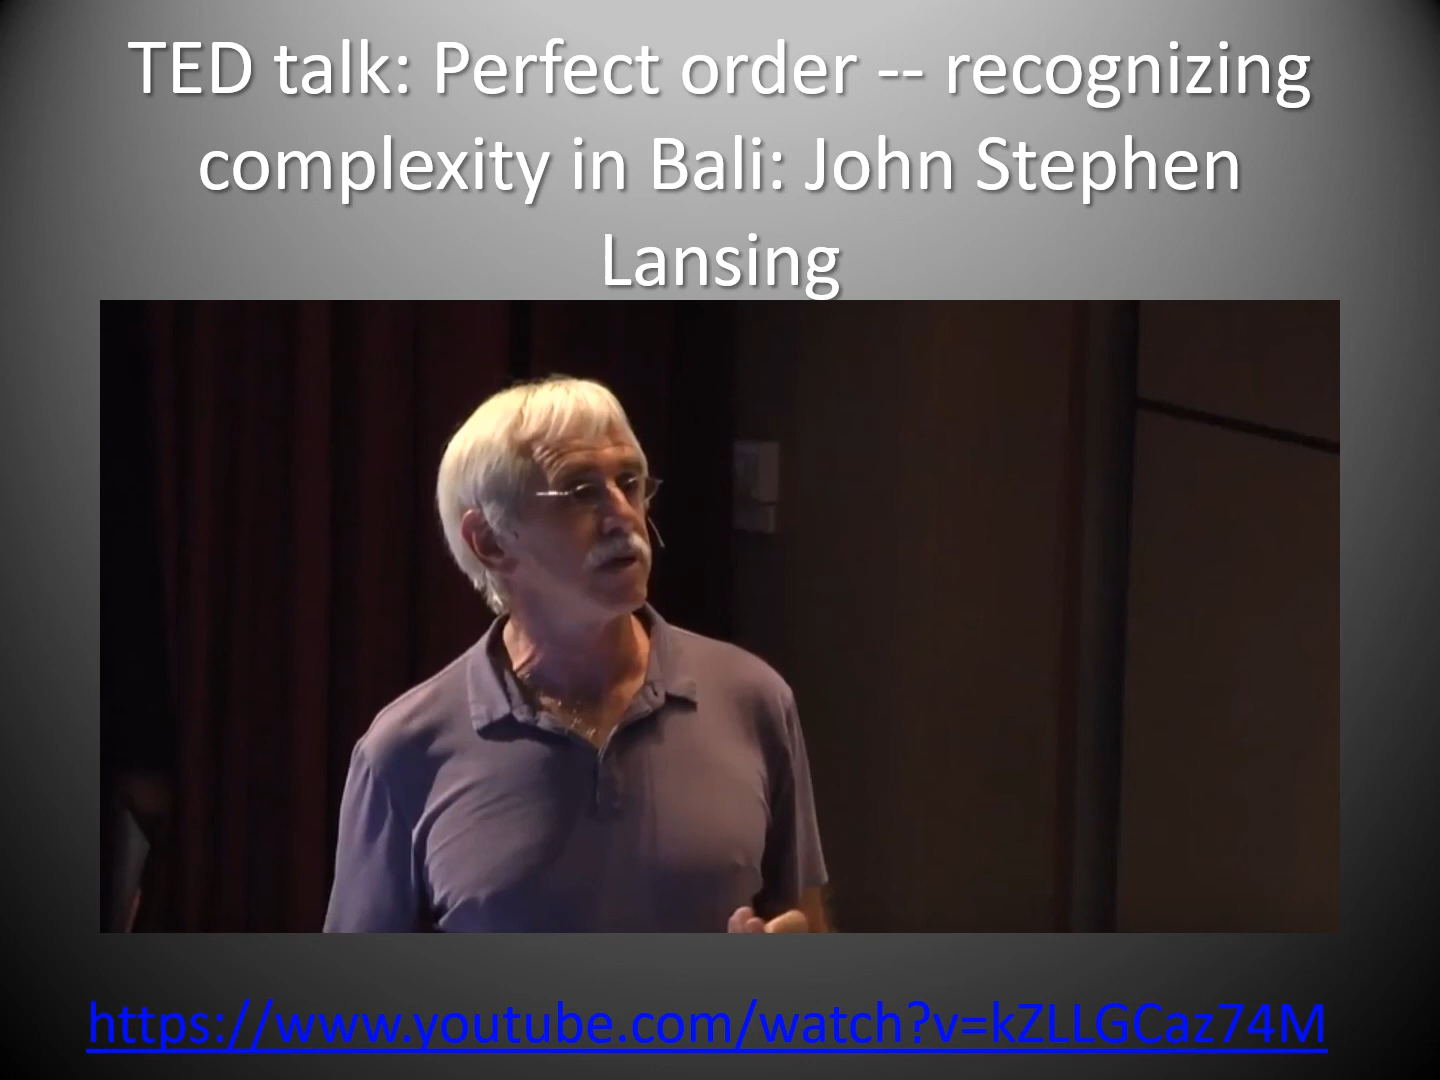 TED talk: Perfect order -- recognizing
complexity in Bali: John Stephen
Lansing
https://www.youtube.com/watch?v=kZLLGCaz74M